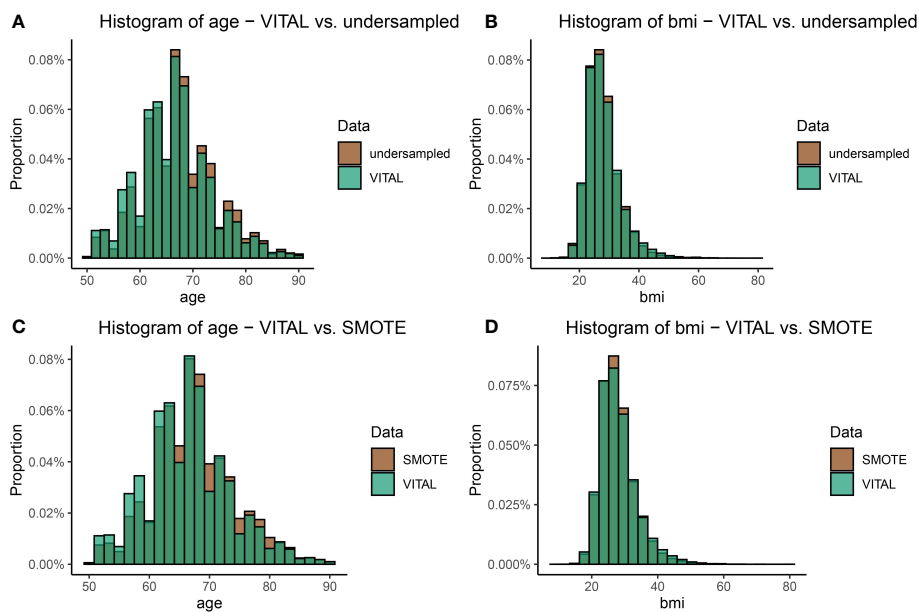 A
Histogram of age − VITAL vs. undersampled
Proportion
0.08%
0.06%
0.04%
0.02%
0.00%
50 60 70 80 90
age
Data
undersampled
VITAL
B
Histogram of bmi − VITAL vs. undersampled
Proportion
0.08%
0.06%
0.04%
0.02%
0.00%
20 40 60 80
bmi
Data
undersampled
VITAL
C
Histogram of age − VITAL vs. SMOTE
Proportion
0.08%
0.06%
0.04%
0.02%
0.00%
50 60 70 80 90
age
Data
SMOTE
VITAL
D
Histogram of bmi − VITAL vs. SMOTE
Proportion
0.075%
0.050%
0.025%
0.000%
20 40 60 80
bmi
Data
SMOTE
VITAL